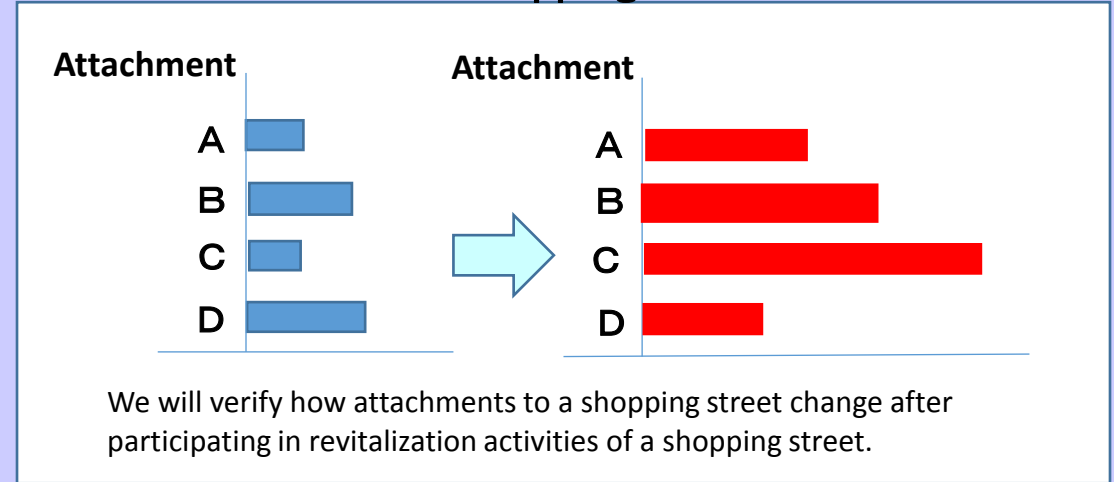 Attachment
Attachment
A
B
C
D
A
B
C
D
We will verify how attachments to a shopping street change after
participating in revitalization activities of a shopping street.